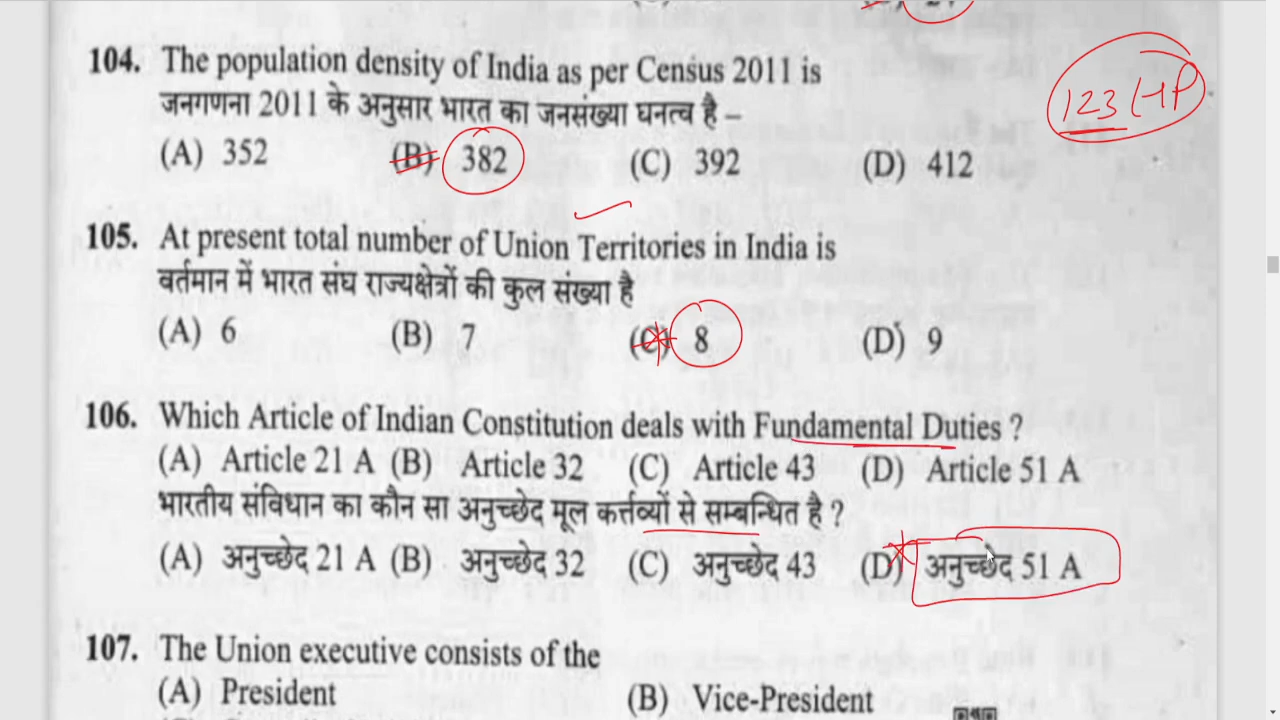 104. The population density of India as per Census 2011 is
जनगणना 2011 के अनुसार भारत का जनसंख्या घनत्व है –
(A) 352 (B) 382 (C) 392 (D) 412
123 HP
105. At present total number of Union Territories in India is
वर्तमान में भारत संघ राज्यक्षेत्रों की कुल संख्या है
(A) 6 (B) 7 (C) 8 (D) 9
106. Which Article of Indian Constitution deals with Fundamental Duties ?
(A) Article 21 A (B) Article 32 (C) Article 43 (D) Article 51 A
भारतीय संविधान का कौन सा अनुच्छेद मूल कर्त्तव्यों से सम्बन्धित है ?
(A) अनुच्छेद 21 A (B) अनुच्छेद 32 (C) अनुच्छेद 43 (D) अनुच्छेद 51 A
107. The Union executive consists of the
(A) President (B) Vice-President